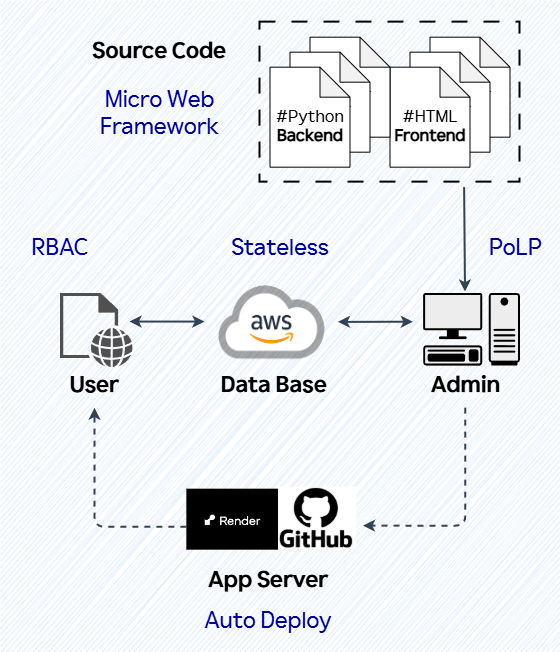 Source Code
Micro Web
Framework
#Python
Backend
#HTML
Frontend
RBAC
Stateless
PoLP
aws
User
Data Base
Admin
Render
GitHub
App Server
Auto Deploy